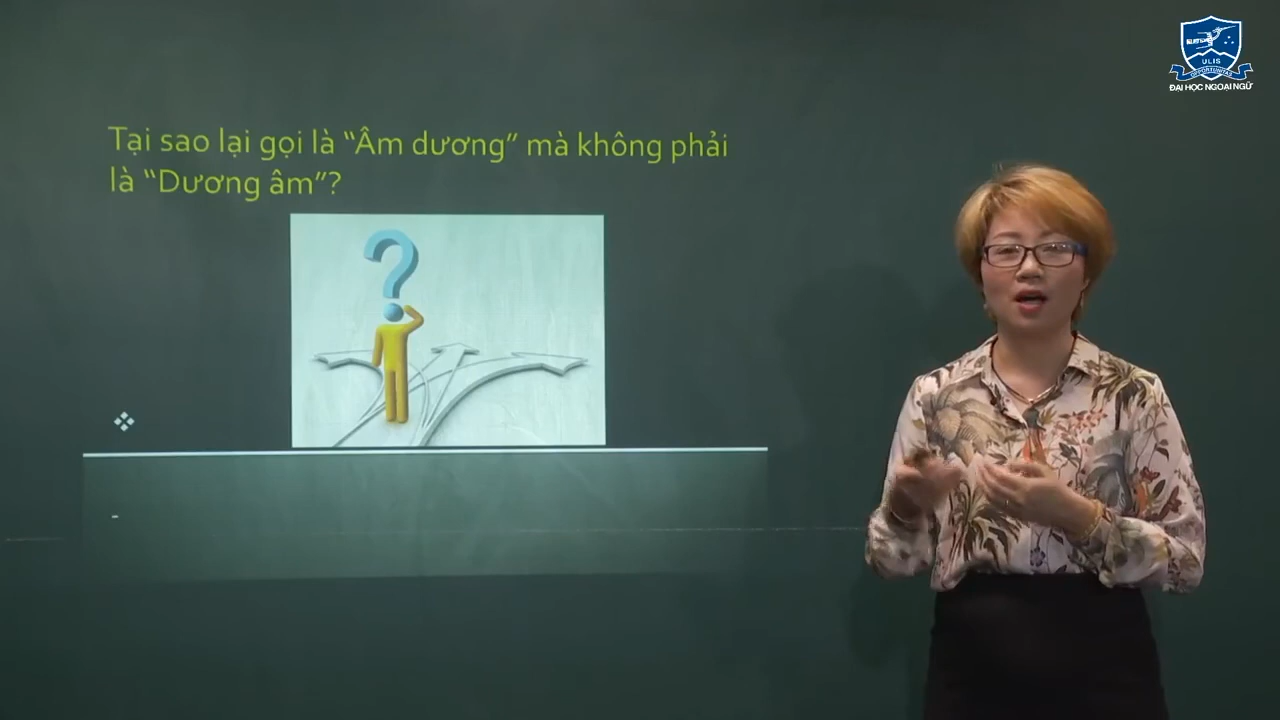 Tại sao lại gọi là “Âm dương” mà không phải
là “Dương âm”?
ULIS
ĐẠI HỌC NGOẠI NGỮ